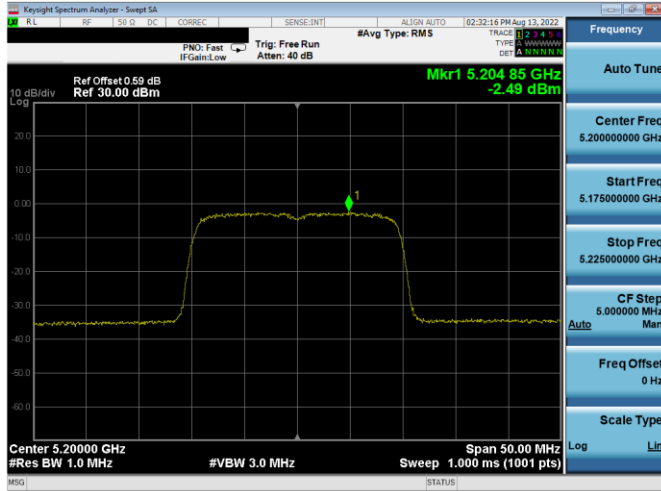 Keysight Spectrum Analyzer - Swept SA
RL RF 50 Ω DC CORREC SENSE:INT ALIGN AUTO 02:32:16 PM Aug 13, 2022
#Avg Type: RMS
TRACE 1 2 3 4 5 6
PNO: Fast Trig: Free Run
TYPE A WWWWW
IFGain:Low Atten: 40 dB
DET A N N N N N
Mkr1 5.204 85 GHz
-2.49 dBm
Ref Offset 0.59 dB
10 dB/div Ref 30.00 dBm
Log
20.0
10.0
0.00
-10.0
-20.0
-30.0
-40.0
-50.0
-60.0
1
Center 5.20000 GHz Span 50.00 MHz
#Res BW 1.0 MHz #VBW 3.0 MHz Sweep 1.000 ms (1001 pts)
MSG STATUS
Frequency
Auto Tune
Center Freq
5.200000000 GHz
Start Freq
5.175000000 GHz
Stop Freq
5.225000000 GHz
CF Step
5.000000 MHz
Auto Man
Freq Offset
0 Hz
Scale Type
Log Lin